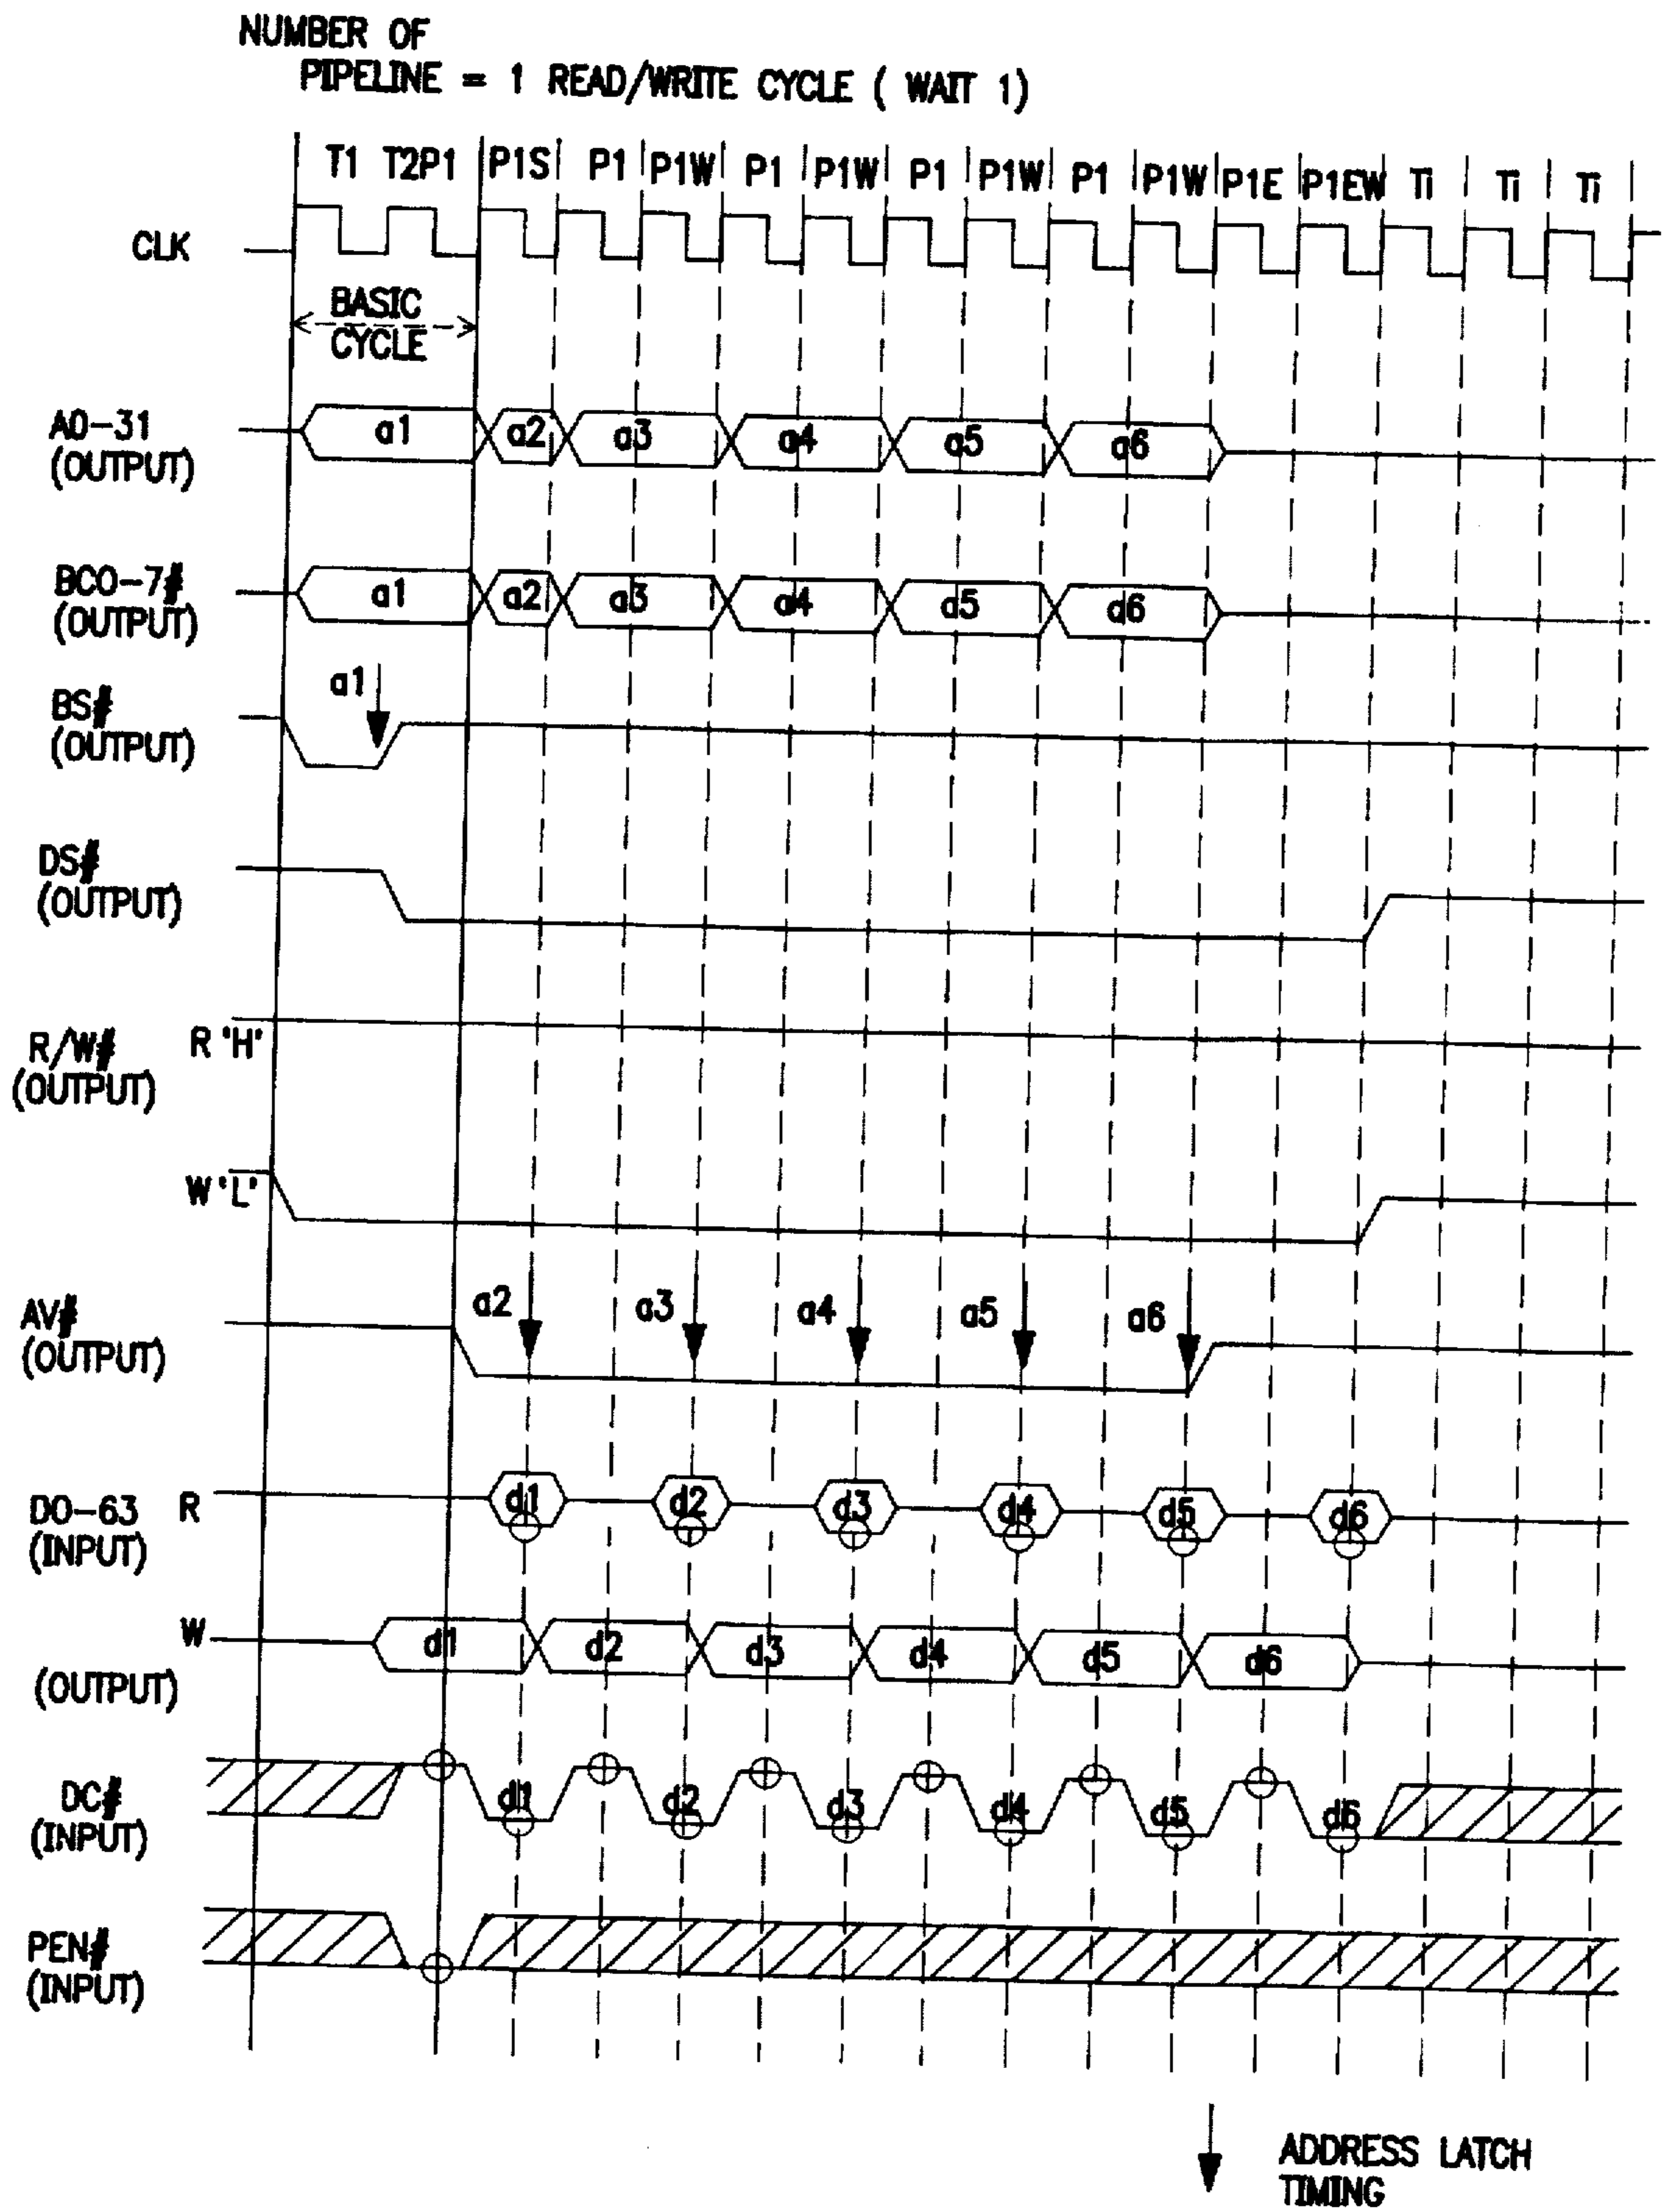 NUMBER OF
PIPELINE = 1 READ/WRITE CYCLE ( WAIT 1)
T1 T2P1 P1S P1 P1W P1 P1W P1 P1W P1 P1W P1E P1EW Ti Ti Ti
CLK
BASIC
CYCLE
A0-31
(OUTPUT)
a1 a2 a3 a4 a5 a6
BC0-7#
(OUTPUT)
a1 a2 a3 a4 a5 a6
a1
BS#
(OUTPUT)
DS#
(OUTPUT)
R/W#
(OUTPUT)
R 'H'
W 'L'
AV#
(OUTPUT)
a2 a3 a4 a5 a6
D0-63 R
(INPUT)
d1 d2 d3 d4 d5 d6
W
(OUTPUT)
d1 d2 d3 d4 d5 d6
DC#
(INPUT)
d1 d2 d3 d4 d5 d6
PEN#
(INPUT)
ADDRESS LATCH
TIMING